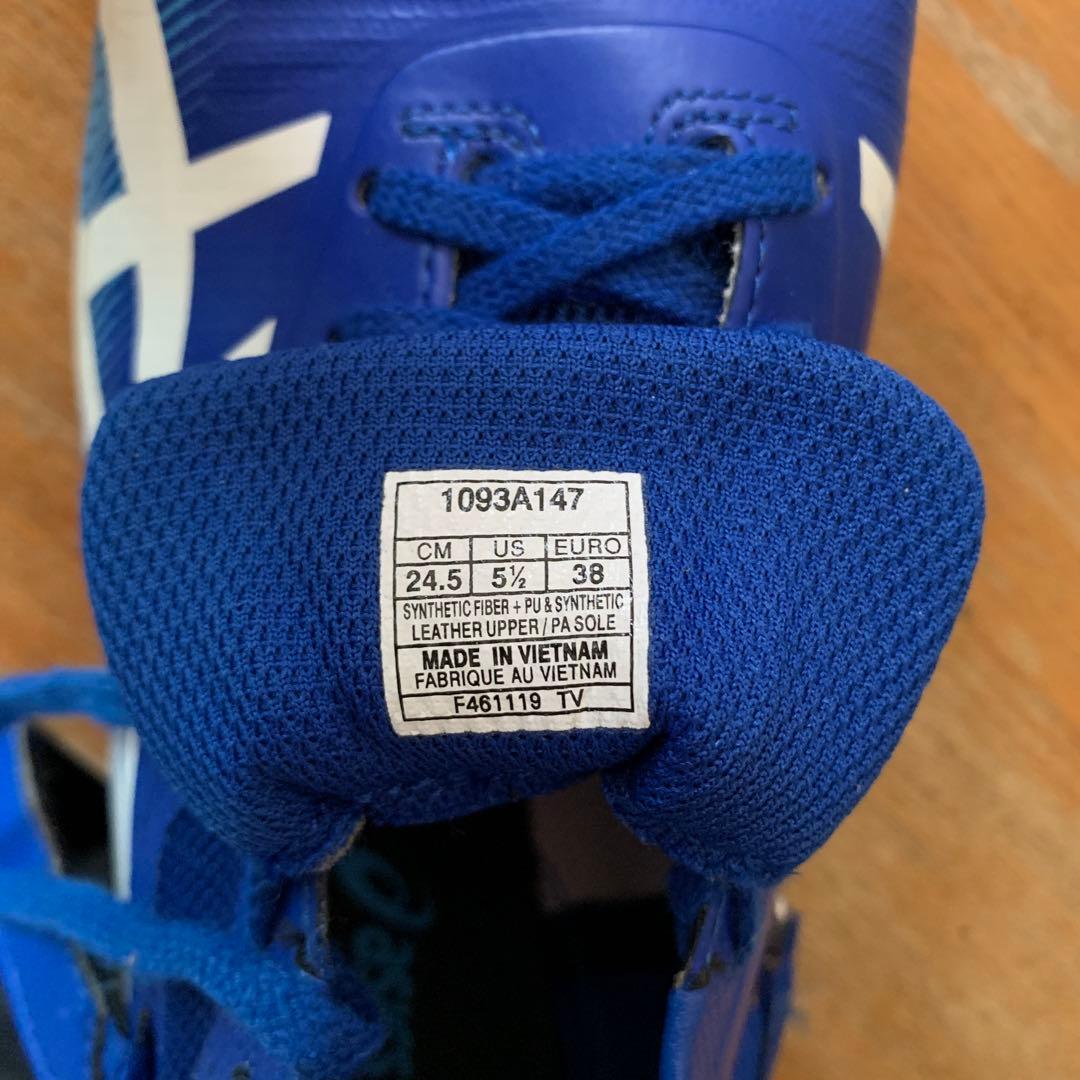 1093A147
CM US EURO
24.5 5½ 38
SYNTHETIC FIBER + PU & SYNTHETIC
LEATHER UPPER / PA SOLE
MADE IN VIETNAM
FABRIQUE AU VIETNAM
F461119 TV